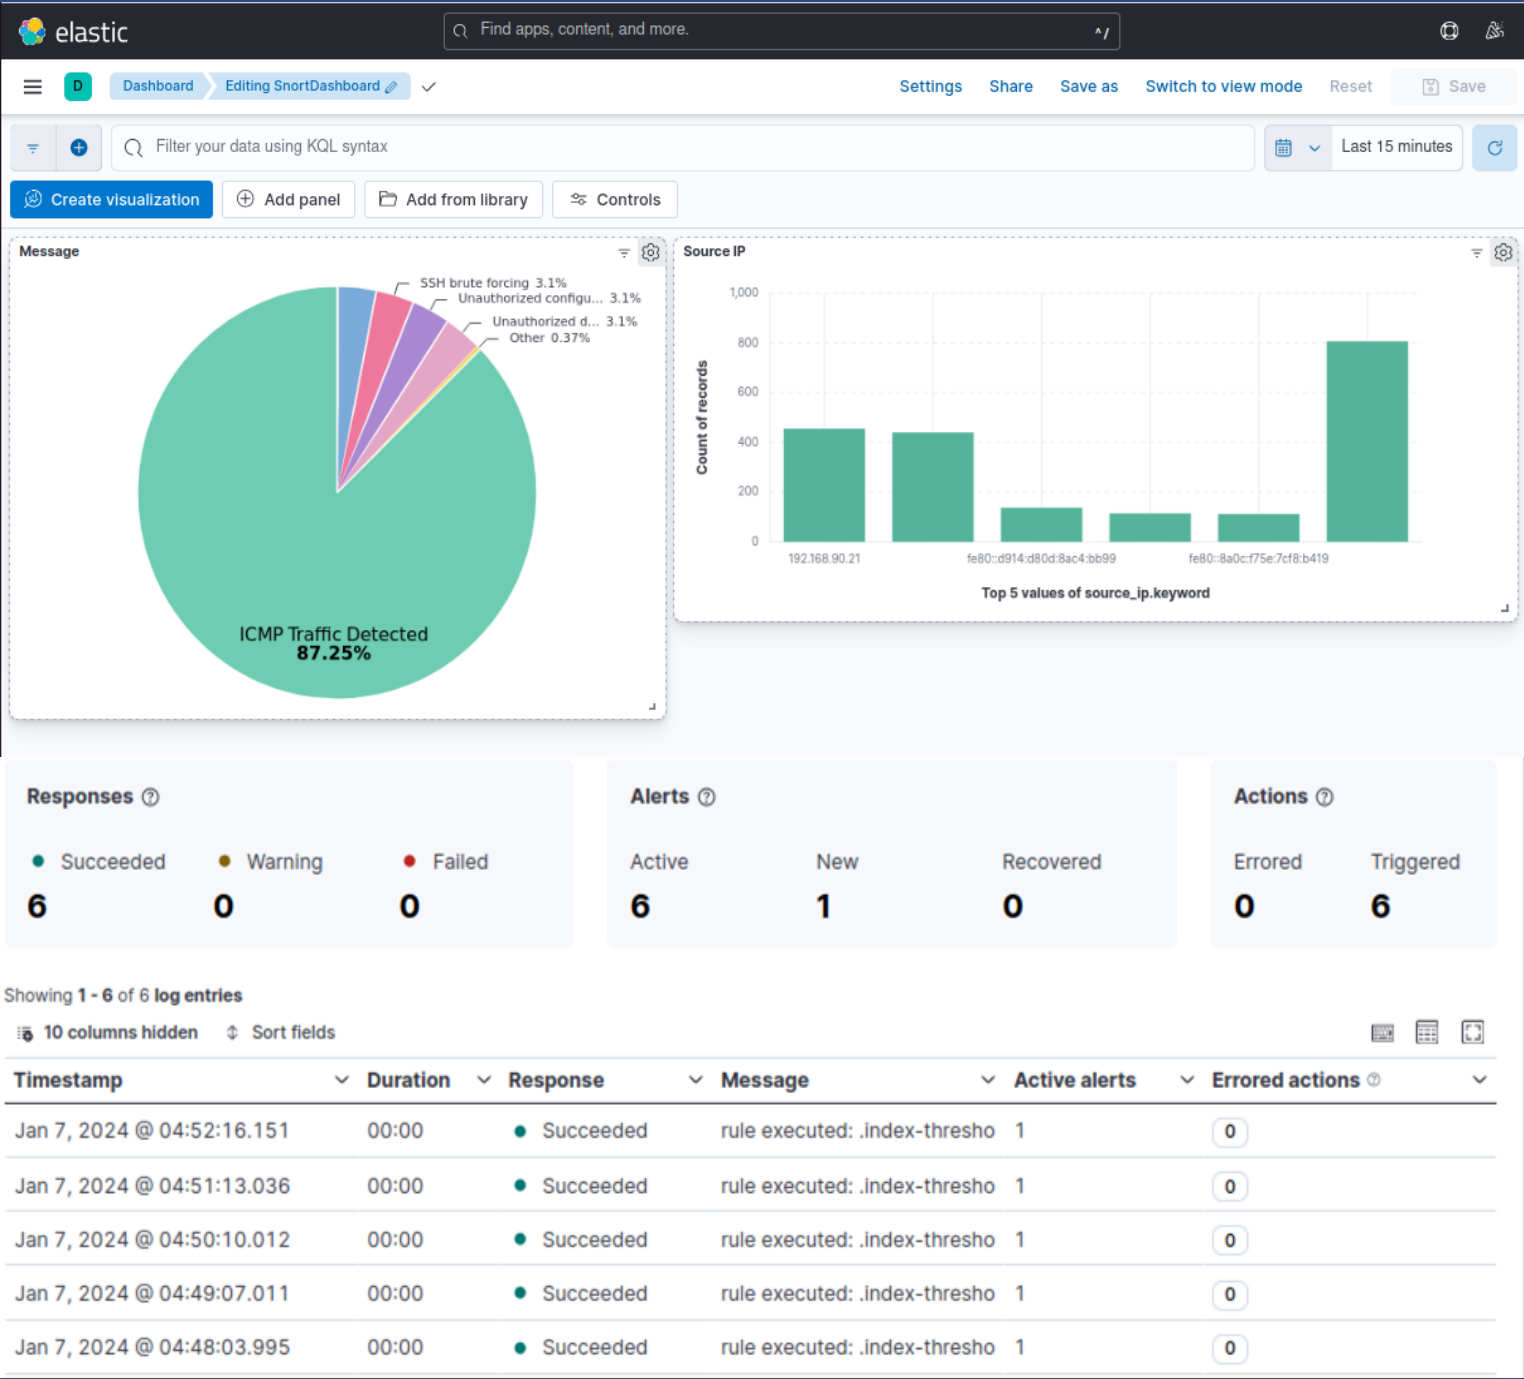 elastic
Find apps, content, and more.
^/
D
Dashboard
Editing SnortDashboard
Settings
Share
Save as
Switch to view mode
Reset
Save
Filter your data using KQL syntax
Last 15 minutes
Create visualization
Add panel
Add from library
Controls
Message
SSH brute forcing 3.1%
Unauthorized configu... 3.1%
Unauthorized d... 3.1%
Other 0.37%
ICMP Traffic Detected
87.25%
Source IP
1,000
800
600
400
200
0
Count of records
192.168.90.21
fe80::d914:d80d:8ac4:bb99
fe80::8a0c:f75e:7cf8:b419
Top 5 values of source_ip.keyword
Responses
Succeeded
Warning
Failed
6
0
0
Alerts
Active
New
Recovered
6
1
0
Actions
Errored
Triggered
0
6
Showing 1 - 6 of 6 log entries
10 columns hidden
Sort fields
Timestamp Duration Response Message Active alerts Errored actions
Jan 7, 2024 @ 04:52:16.151 00:00 Succeeded rule executed: .index-thresho 1 0
Jan 7, 2024 @ 04:51:13.036 00:00 Succeeded rule executed: .index-thresho 1 0
Jan 7, 2024 @ 04:50:10.012 00:00 Succeeded rule executed: .index-thresho 1 0
Jan 7, 2024 @ 04:49:07.011 00:00 Succeeded rule executed: .index-thresho 1 0
Jan 7, 2024 @ 04:48:03.995 00:00 Succeeded rule executed: .index-thresho 1 0